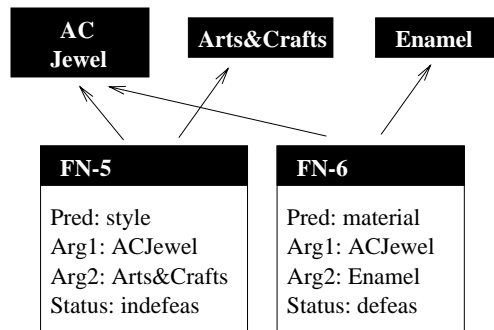 AC
Jewel
Arts&Crafts
Enamel
FN-5
Pred: style
Arg1: ACJewel
Arg2: Arts&Crafts
Status: indefeas
FN-6
Pred: material
Arg1: ACJewel
Arg2: Enamel
Status: defeas